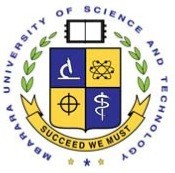 MBARARA UNIVERSITY OF SCIENCE AND TECHNOLOGY
SUCCEED WE MUST